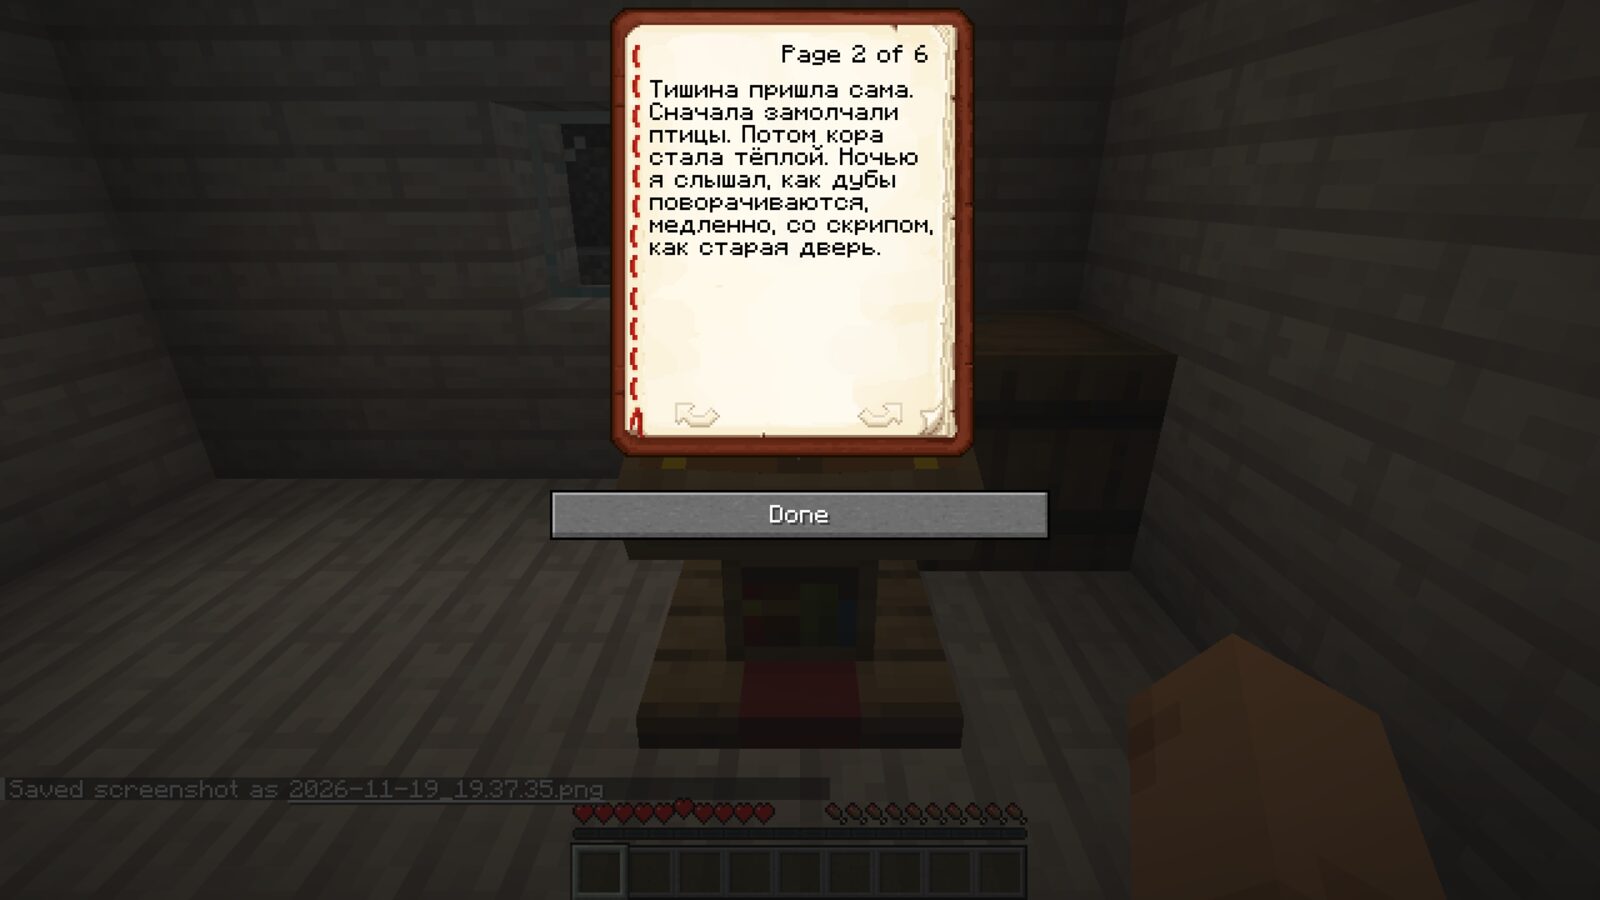 Page 2 of 6
Тишина пришла сама.
Сначала замолчали
птицы. Потом кора
стала тёплой. Ночью
я слышал, как дубы
поворачиваются,
медленно, со скрипом,
как старая дверь.
Done
Saved screenshot as 2026-11-19_19.37.35.png